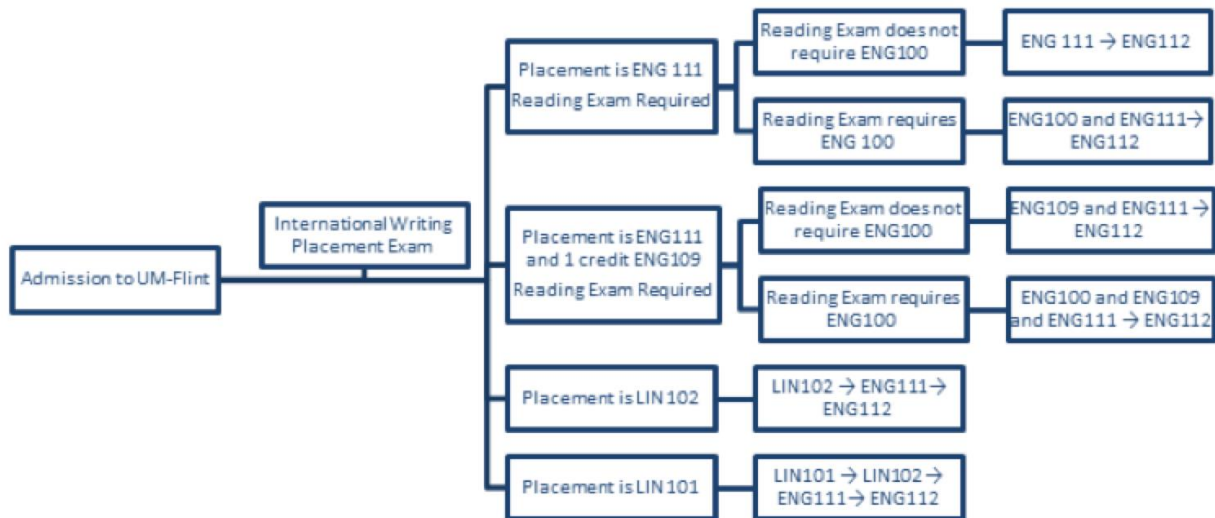 Admission to UM-Flint
International Writing
Placement Exam
Placement is ENG 111
Reading Exam Required
Reading Exam does not
require ENG100
ENG 111 → ENG112
Reading Exam requires
ENG 100
ENG100 and ENG111→
ENG112
Placement is ENG111
and 1 credit ENG109
Reading Exam Required
Reading Exam does not
require ENG100
ENG109 and ENG111 →
ENG112
Reading Exam requires
ENG100
ENG100 and ENG109
and ENG111 → ENG112
Placement is LIN 102
LIN102 → ENG111→
ENG112
Placement is LIN 101
LIN101 → LIN102 →
ENG111→ ENG112